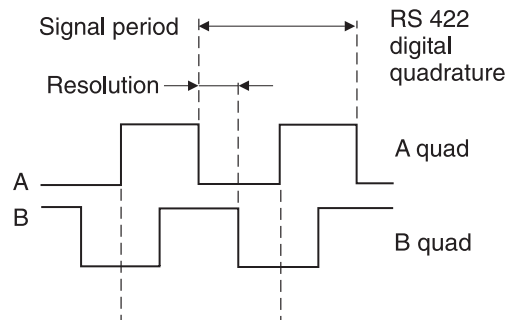 Signal period
RS 422
digital
quadrature
Resolution
A quad
A
B
B quad